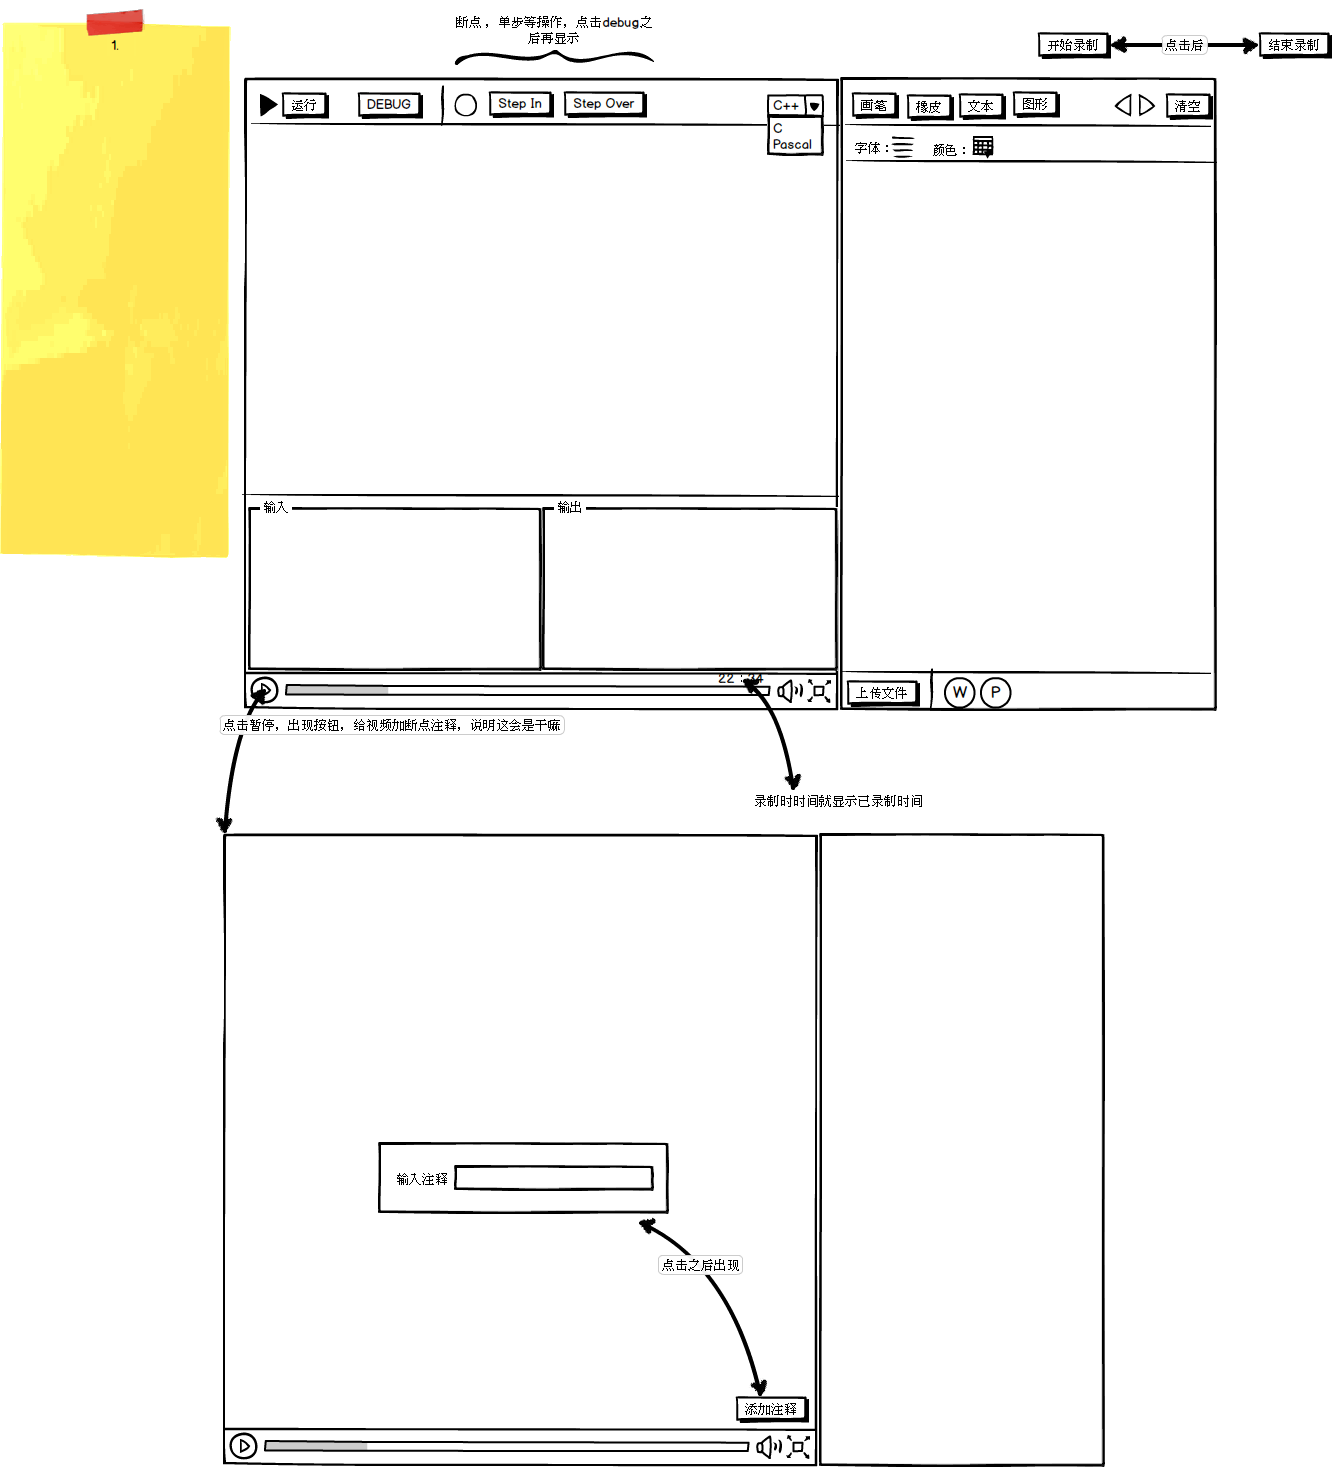 1.
断点，单步等操作，点击debug之
后再显示
开始录制
点击后
结束录制
运行
DEBUG
Step In
Step Over
C++
C
Pascal
画笔
橡皮
文本
图形
清空
字体：
颜色：
输入
输出
22：34
上传文件
W
P
点击暂停，出现按钮，给视频加断点注释，说明这会是干嘛
录制时时间就显示已录制时间
输入注释
点击之后出现
添加注释